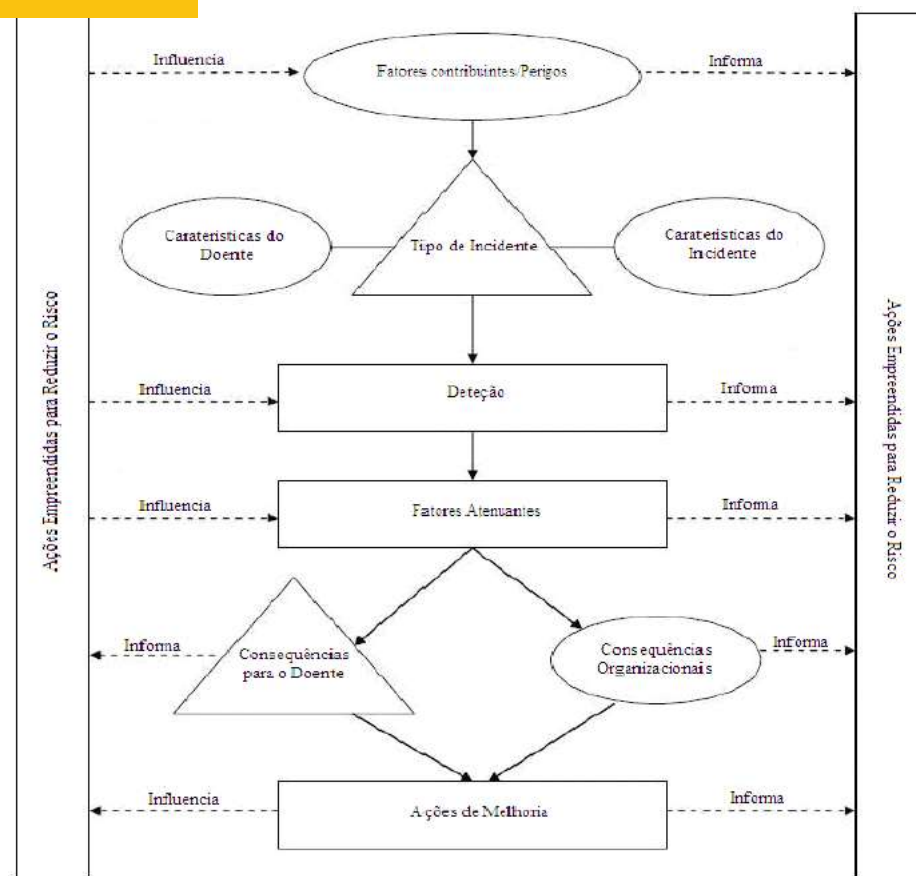 Influencia
Fatores contribuintes/Perigos
Informa
Caraterísticas do
Doente
Tipo de Incidente
Caraterísticas do
Incidente
Ações Empreendidas para Reduzir o Risco
Ações Empreendidas para Reduzir o Risco
Influencia
Deteção
Informa
Influencia
Fatores Atenuantes
Informa
Informa
Consequências
para o Doente
Consequências
Organizacionais
Informa
Influencia
Ações de Melhoria
Informa